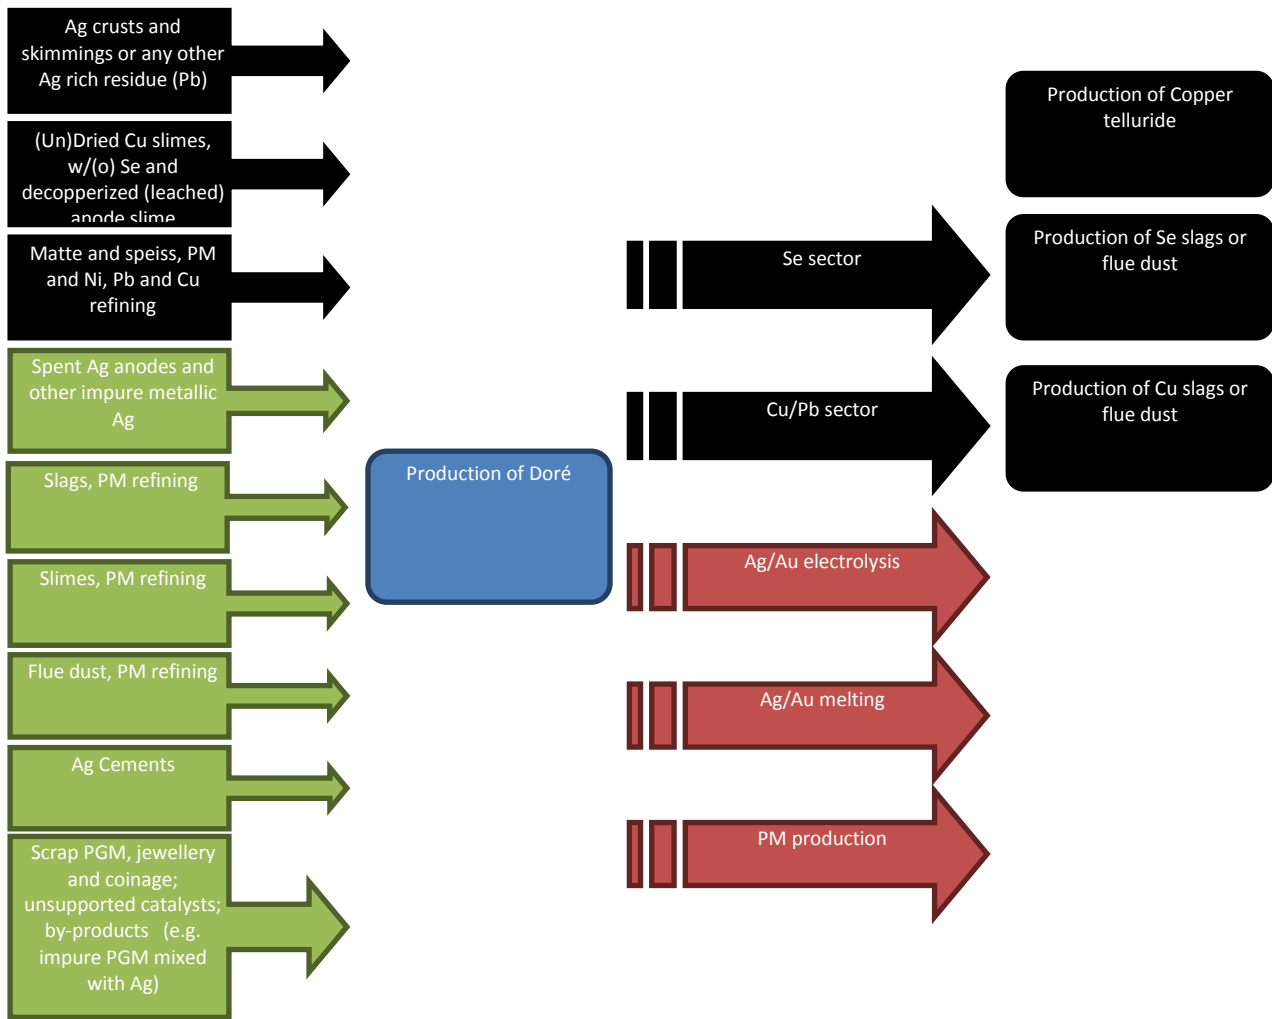 Ag crusts and
skimmings or any other
Ag rich residue (Pb)
(Un)Dried Cu slimes,
w/(o) Se and
decopperized (leached)
anode slime
Matte and speiss, PM
and Ni, Pb and Cu
refining
Spent Ag anodes and
other impure metallic
Ag
Slags, PM refining
Slimes, PM refining
Flue dust, PM refining
Ag Cements
Scrap PGM, jewellery
and coinage;
unsupported catalysts;
by-products (e.g.
impure PGM mixed
with Ag)
Production of Doré
Se sector
Cu/Pb sector
Ag/Au electrolysis
Ag/Au melting
PM production
Production of Copper
telluride
Production of Se slags or
flue dust
Production of Cu slags or
flue dust